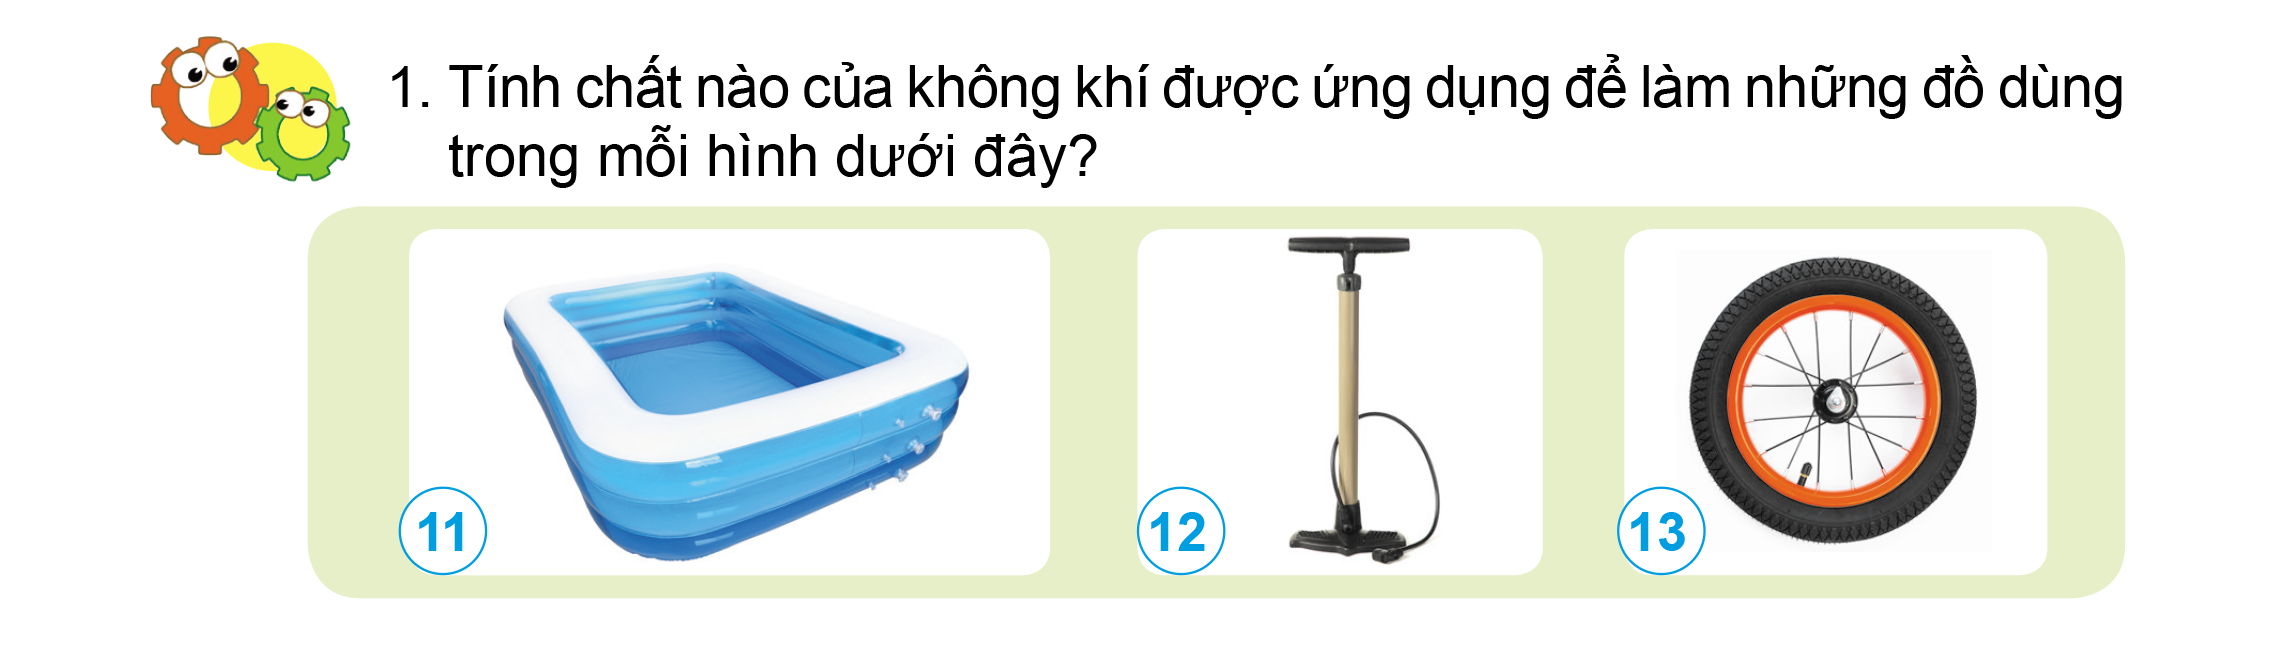 1. Tính chất nào của không khí được ứng dụng để làm những đồ dùng
trong mỗi hình dưới đây?
11
12
13